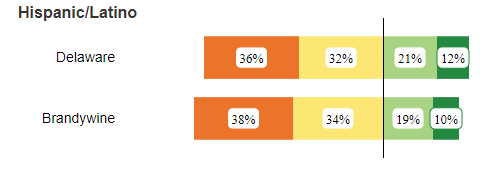 Hispanic/Latino
Delaware 36% 32% 21% 12%
Brandywine 38% 34% 19% 10%